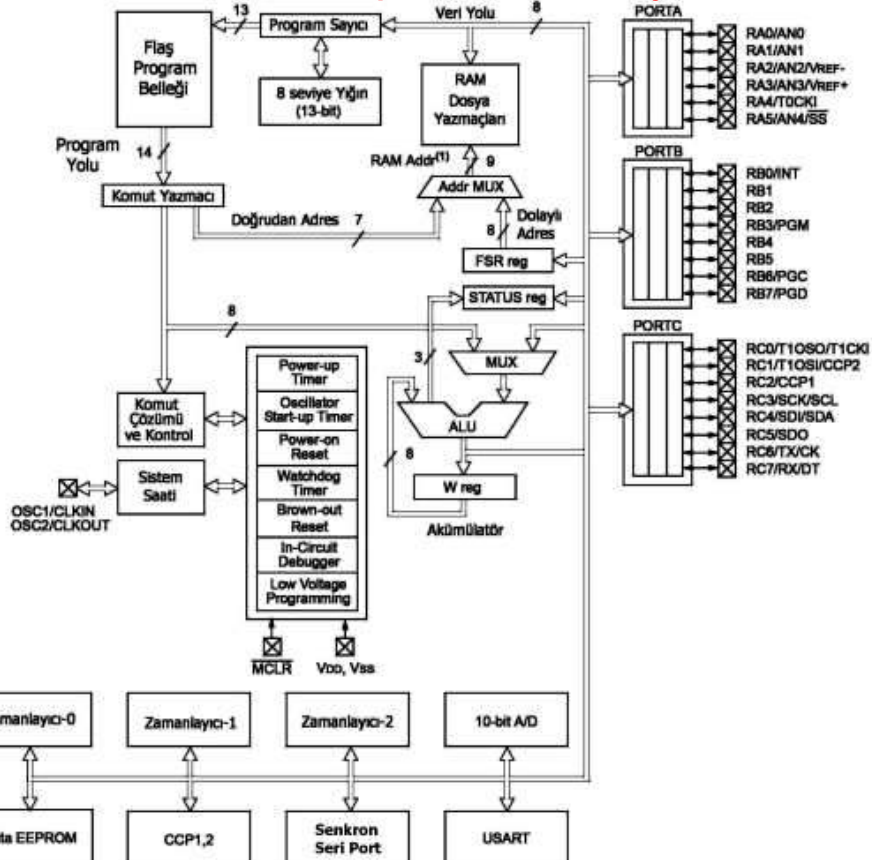 13
Program Sayıcı
Veri Yolu
8
Flaş
Program
Belleği
8 seviye Yığın
(13-bit)
RAM
Dosya
Yazmaçları
Program
Yolu
14
RAM Addr(1)
9
Addr MUX
Komut Yazmacı
Doğrudan Adres
7
8
Dolaylı
Adres
FSR reg
STATUS reg
8
3
MUX
ALU
8
W reg
Akümülatör
Komut
Çözümü
ve Kontrol
Sistem
Saati
OSC1/CLKIN
OSC2/CLKOUT
Power-up
Timer
Oscillator
Start-up Timer
Power-on
Reset
Watchdog
Timer
Brown-out
Reset
In-Circuit
Debugger
Low Voltage
Programming
MCLR
VDD, VSS
PORTA
RA0/AN0
RA1/AN1
RA2/AN2/VREF-
RA3/AN3/VREF+
RA4/T0CKI
RA5/AN4/SS
PORTB
RB0/INT
RB1
RB2
RB3/PGM
RB4
RB5
RB6/PGC
RB7/PGD
PORTC
RC0/T1OSO/T1CKI
RC1/T1OSI/CCP2
RC2/CCP1
RC3/SCK/SCL
RC4/SDI/SDA
RC5/SDO
RC6/TX/CK
RC7/RX/DT
manlayıcı-0
Zamanlayıcı-1
Zamanlayıcı-2
10-bit A/D
ta EEPROM
CCP1,2
Senkron
Seri Port
USART